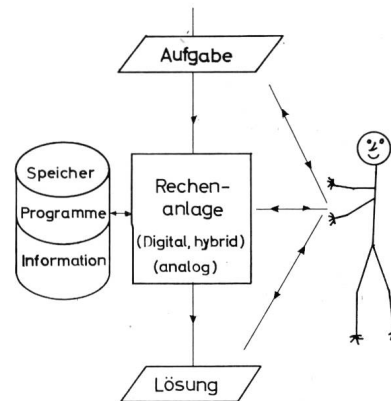 Aufgabe
Speicher
Programme
Information
Rechen-
anlage
(Digital, hybrid)
(analog)
Lösung